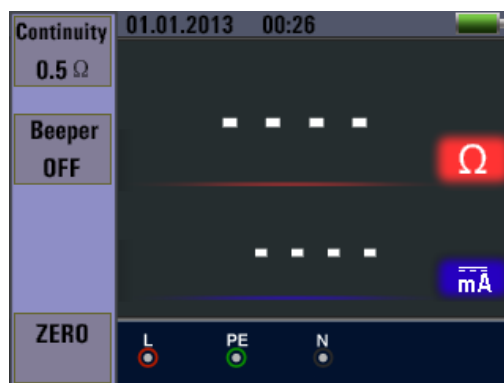 Continuity
0.5 Ω
Beeper
OFF
ZERO
01.01.2013 00:26
- - - -
Ω
- - - -
mA
L PE N